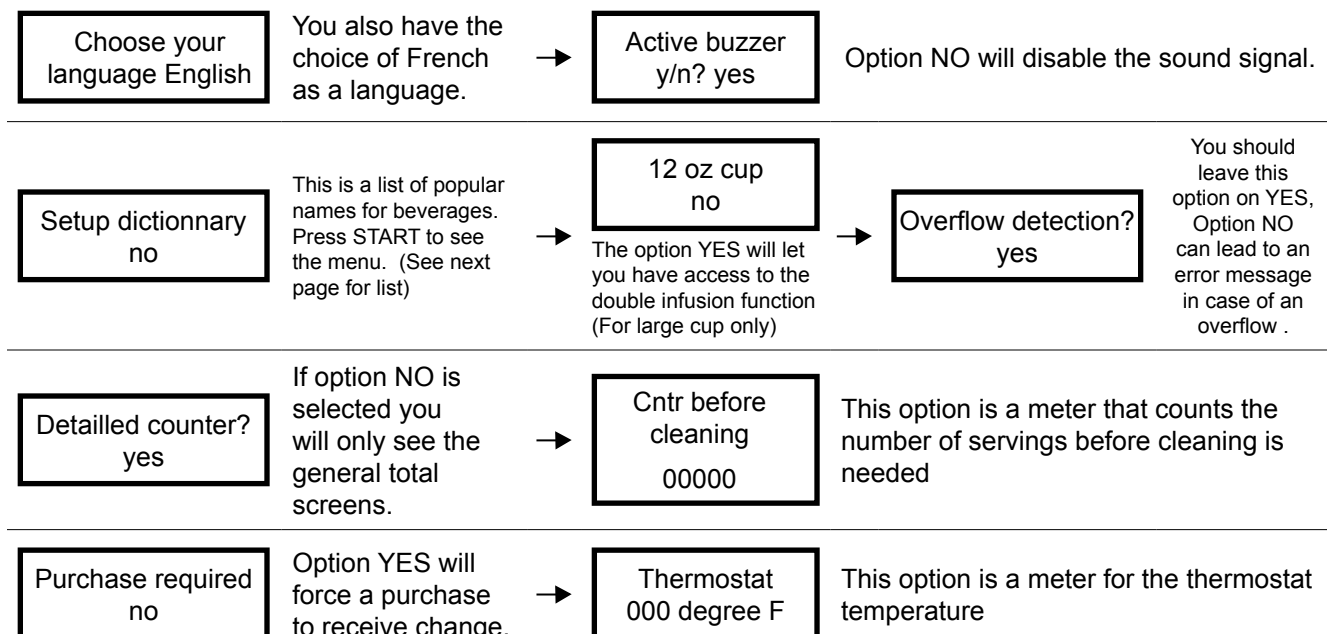 Choose your
language English
You also have the
choice of French
as a language.
Active buzzer
y/n? yes
Option NO will disable the sound signal.
Setup dictionnary
no
This is a list of popular
names for beverages.
Press START to see
the menu. (See next
page for list)
12 oz cup
no
The option YES will let
you have access to the
double infusion function
(For large cup only)
Overflow detection?
yes
You should
leave this
option on YES,
Option NO
can lead to an
error message
in case of an
overflow .
Detailled counter?
yes
If option NO is
selected you
will only see the
general total
screens.
Cntr before
cleaning
00000
This option is a meter that counts the
number of servings before cleaning is
needed
Purchase required
no
Option YES will
force a purchase
to receive change.
Thermostat
000 degree F
This option is a meter for the thermostat
temperature